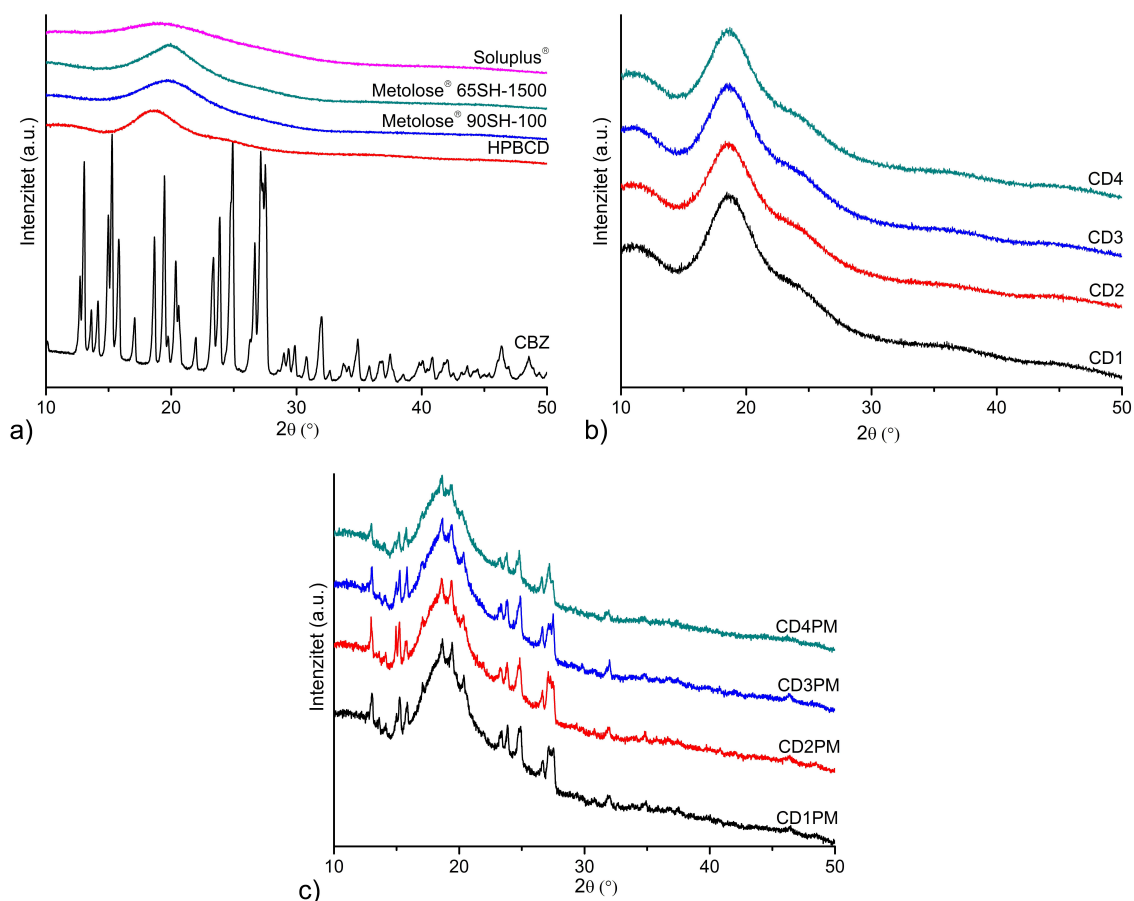 Intenzitet (a.u.)
Soluplus®
Metolose® 65SH-1500
Metolose® 90SH-100
HPBCD
CBZ
10 20 30 40 50
2θ (°)
a)
Intenzitet (a.u.)
CD4
CD3
CD2
CD1
10 20 30 40 50
2θ (°)
b)
Intenzitet (a.u.)
CD4PM
CD3PM
CD2PM
CD1PM
10 20 30 40 50
2θ (°)
c)